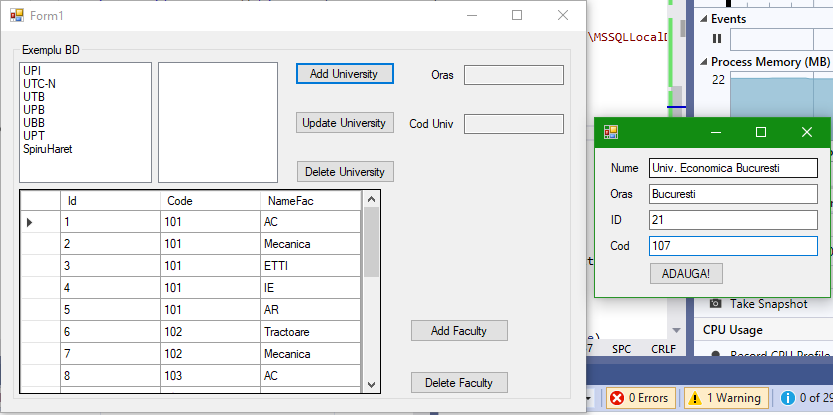 Form1
Exemplu BD
UPI
UTC-N
UTB
UPB
UBB
UPT
SpiruHaret
Add University
Update University
Delete University
Oras
Cod Univ
Id Code NameFac
1 101 AC
2 101 Mecanica
3 101 ETTI
4 101 IE
5 101 AR
6 102 Tractoare
7 102 Mecanica
8 103 AC
Add Faculty
Delete Faculty
\MSSQLLocalD
Events
Process Memory (MB)
22
Nume Univ. Economica Bucuresti
Oras Bucuresti
ID 21
Cod 107
ADAUGA!
Take Snapshot
CPU Usage
Record CPU Profile
SPC CRLF
0 Errors
1 Warning
0 of 29